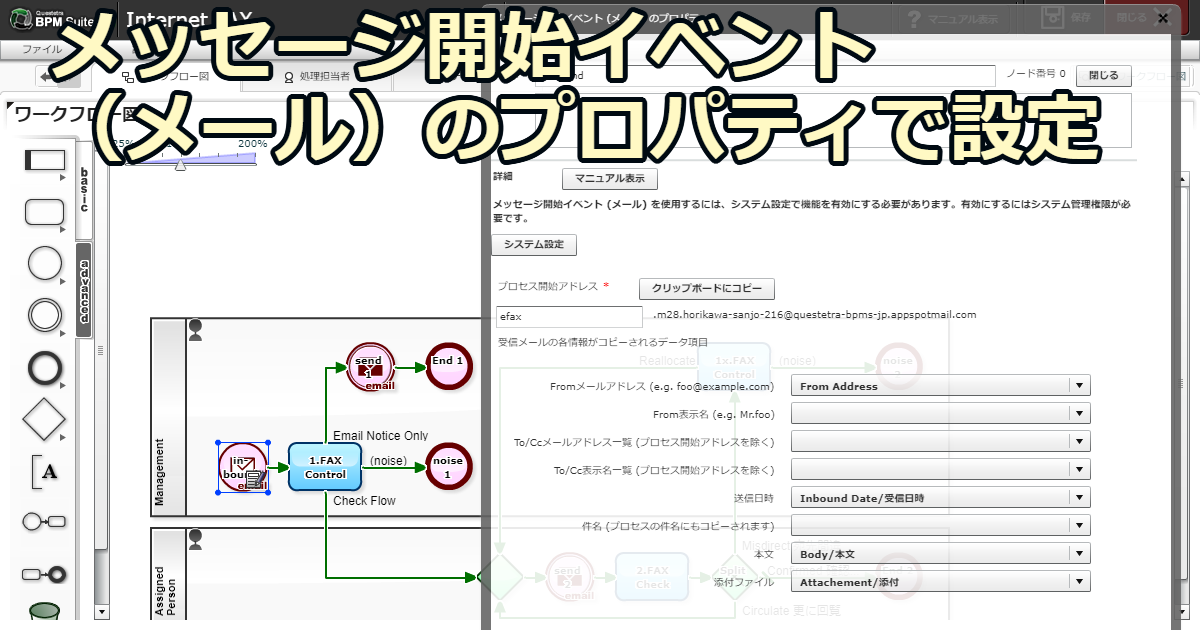 メッセージ開始イベント
（メール）のプロパティで設定
Questetra
BPM Suite
ファイル
マニュアル表示
保存
閉じる
処理担当者
ノード番号 0
閉じる
ワークフロー図
25%
200%
basic
advanced
詳細
マニュアル表示
メッセージ開始イベント (メール) を使用するには、システム設定で機能を有効にする必要があります。有効にするにはシステム管理権限が必
要です。
システム設定
プロセス開始アドレス *
クリップボードにコピー
efax
.m28.horikawa-sanjo-216@questetra-bpms-jp.appspotmail.com
受信メールの各情報がコピーされるデータ項目
Reallocate
1x.FAX
Control
(noise)
noise
2
Fromメールアドレス (e.g. foo@example.com)
From Address
From表示名 (e.g. Mr.foo)
To/Ccメールアドレス一覧 (プロセス開始アドレスを除く)
To/Cc表示名一覧 (プロセス開始アドレスを除く)
送信日時
Inbound Date/受信日時
件名 (プロセスの件名にもコピーされます)
本文
Body/本文
添付ファイル
Attachement/添付
A
Management
send
1
email
End 1
Email Notice Only
in-
bou
email
1.FAX
Control
(noise)
noise
1
Check Flow
Assigned
Person
send
2
email
2.FAX
Check
Split
Circulate 更に回覧